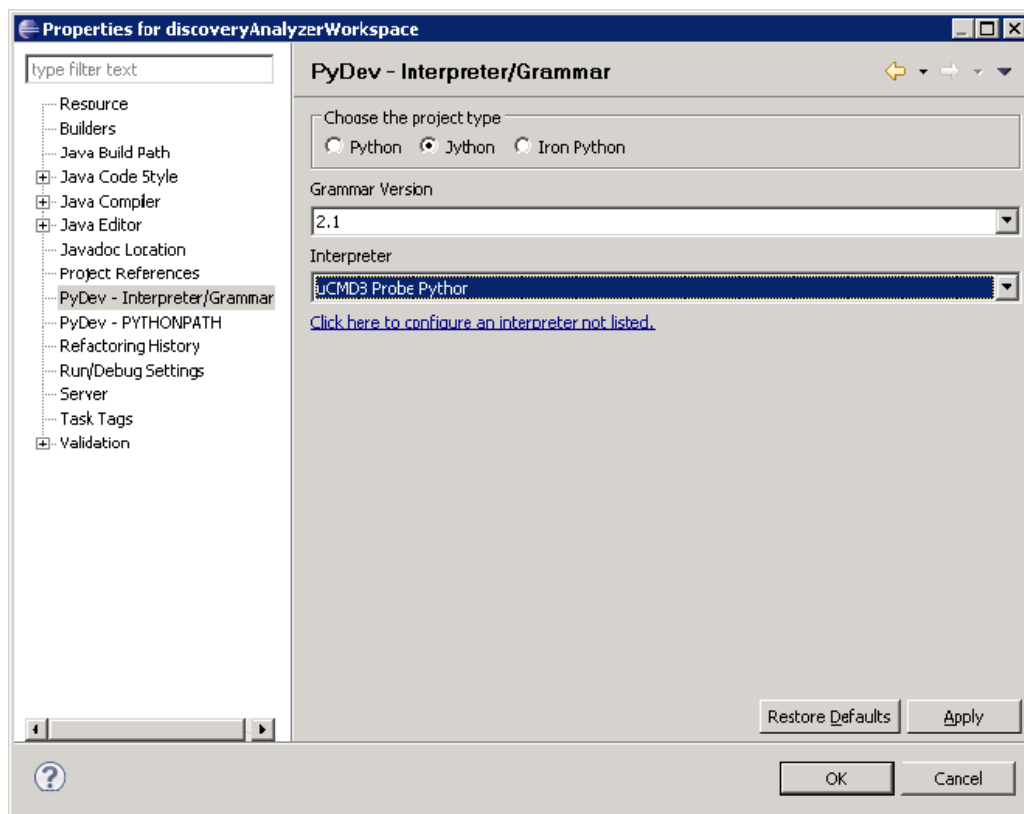 Properties for discoveryAnalyzerWorkspace
type filter text
Resource
Builders
Java Build Path
Java Code Style
Java Compiler
Java Editor
Javadoc Location
Project References
PyDev - Interpreter/Grammar
PyDev - PYTHONPATH
Refactoring History
Run/Debug Settings
Server
Task Tags
Validation
PyDev - Interpreter/Grammar
Choose the project type
Python Jython Iron Python
Grammar Version
2.1
Interpreter
uCMDB Probe Python
Click here to configure an interpreter not listed.
Restore Defaults Apply
OK Cancel